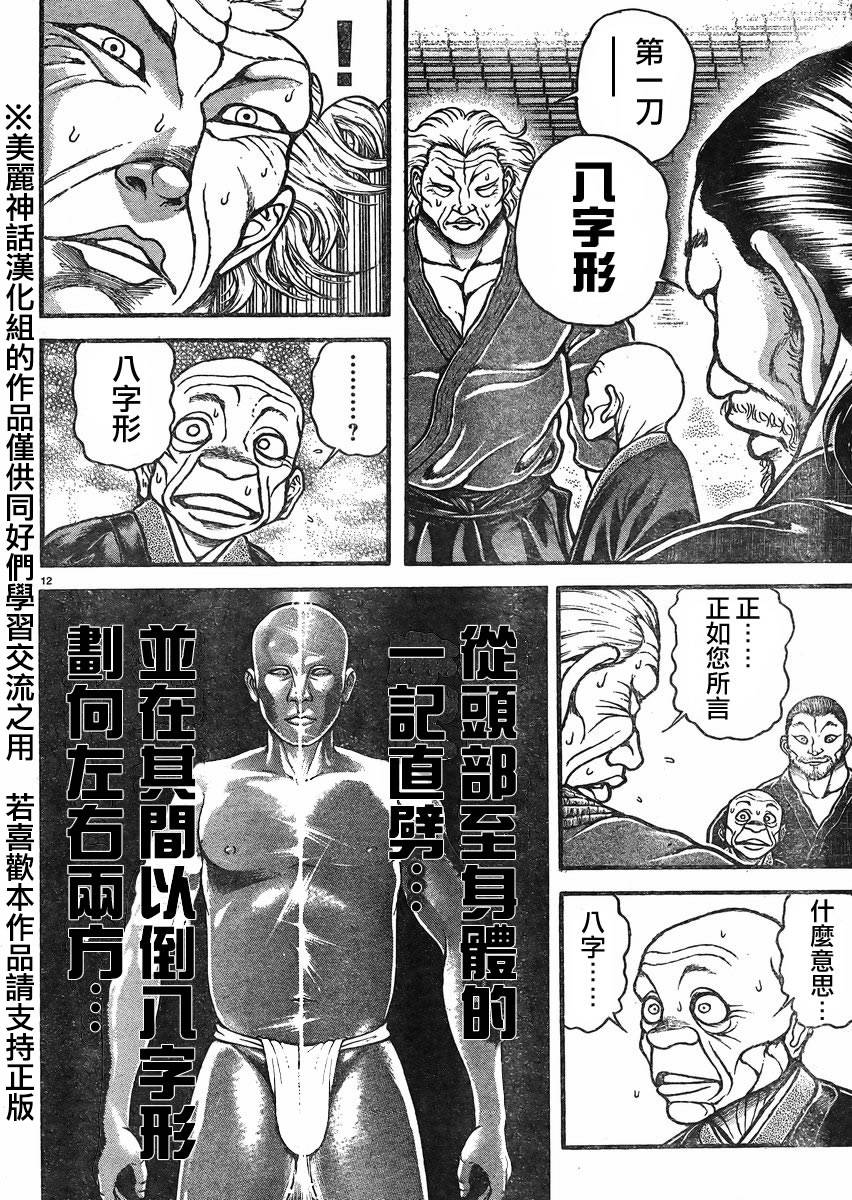 第一刀
——
八字形
！
………？
八字形
正……
正如您所言
什麼意思…
八字……
從頭部至身體的
一記直劈…
並在其間以倒八字形
劃向左右兩方…
12
※美麗神話漢化組的作品僅供同好們學習交流之用 若喜歡本作品請支持正版